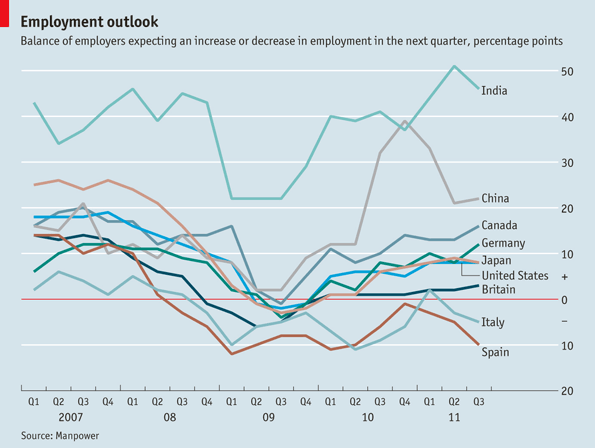 Employment outlook
Balance of employers expecting an increase or decrease in employment in the next quarter, percentage points
50
India
40
30
China
20
Canada
Germany
10
Japan
+
United States
Britain
0
–
Italy
10
Spain
20
Q1 Q2 Q3 Q4 Q1 Q2 Q3 Q4 Q1 Q2 Q3 Q4 Q1 Q2 Q3 Q4 Q1 Q2 Q3
2007 08 09 10 11
Source: Manpower